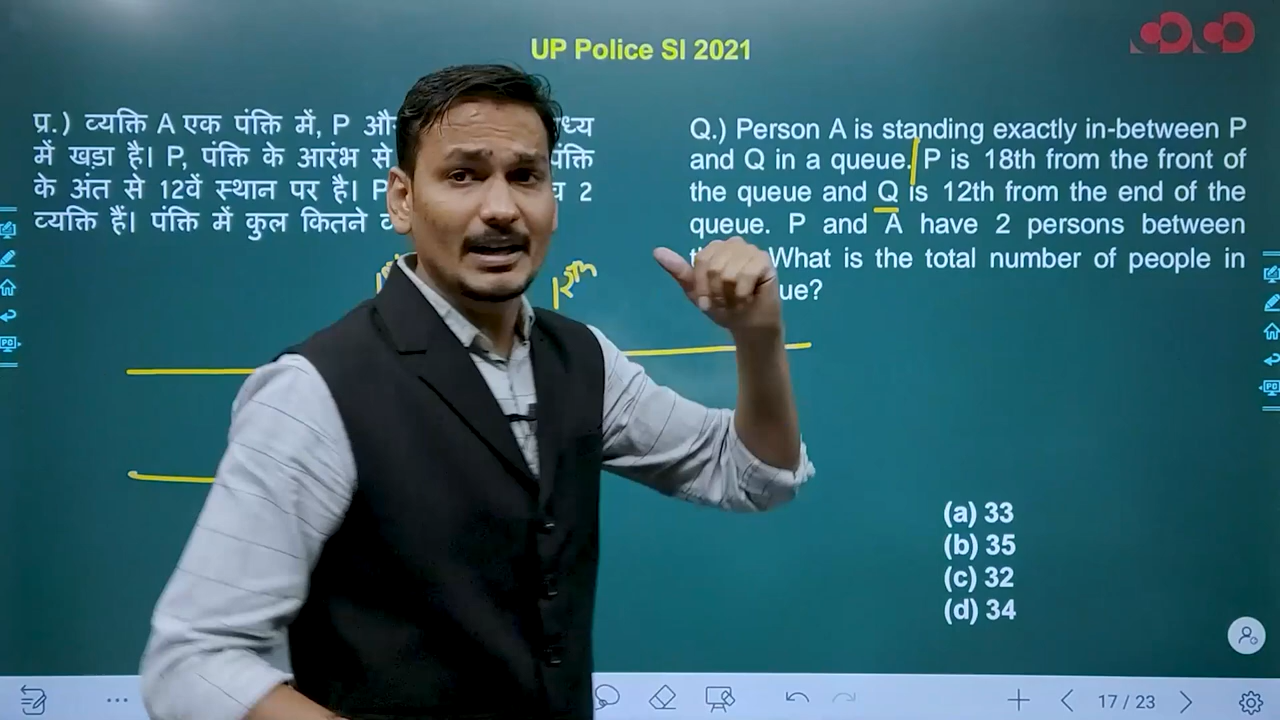 UP Police SI 2021
प्र.) व्यक्ति A एक पंक्ति में, P
में खड़ा है। P, पंक्ति के आरंभ से
के अंत से 12वें स्थान पर है। P 2
व्यक्ति हैं। पंक्ति में कुल कितने
Q.) Person A is standing exactly in-between P
and Q in a queue. P is 18th from the front of
the queue and Q is 12th from the end of the
queue. P and A have 2 persons between
What is the total number of people in
12th
(a) 33
(b) 35
(c) 32
(d) 34
17 / 23